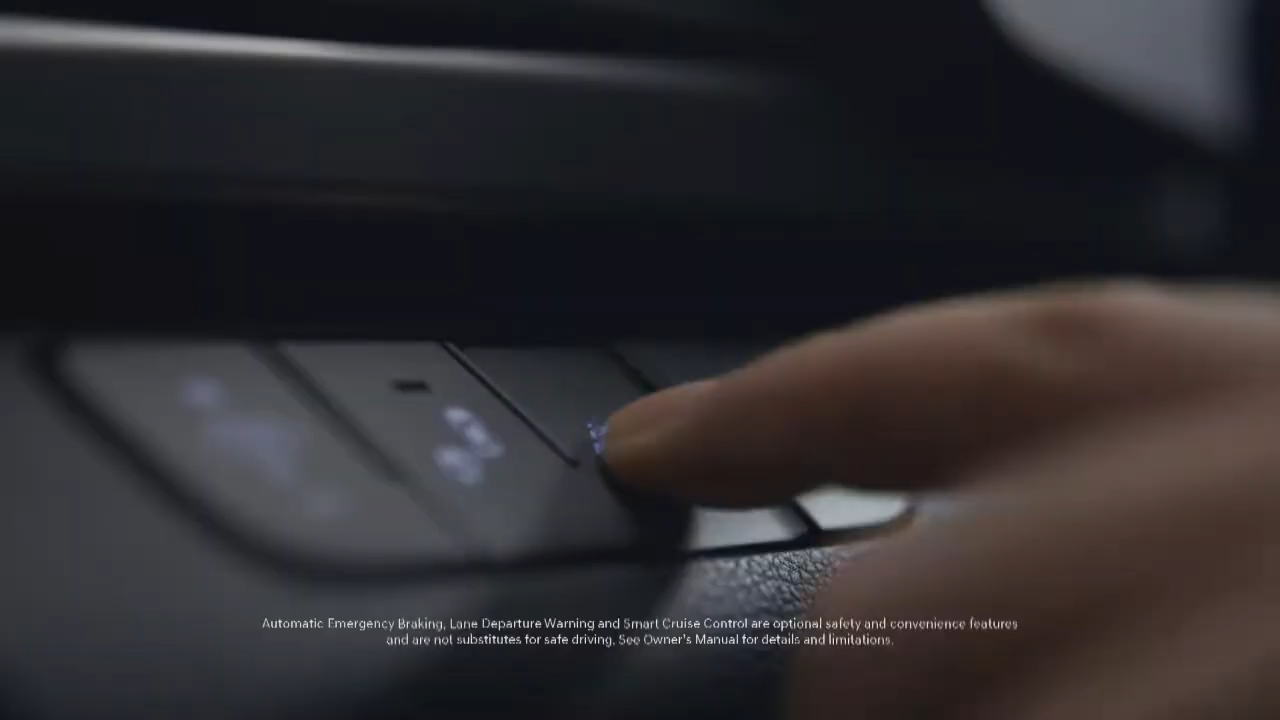 Automatic Emergency Braking, Lane Departure Warning and Smart Cruise Control are optional safety and convenience features
and are not substitutes for safe driving. See Owner's Manual for details and limitations.